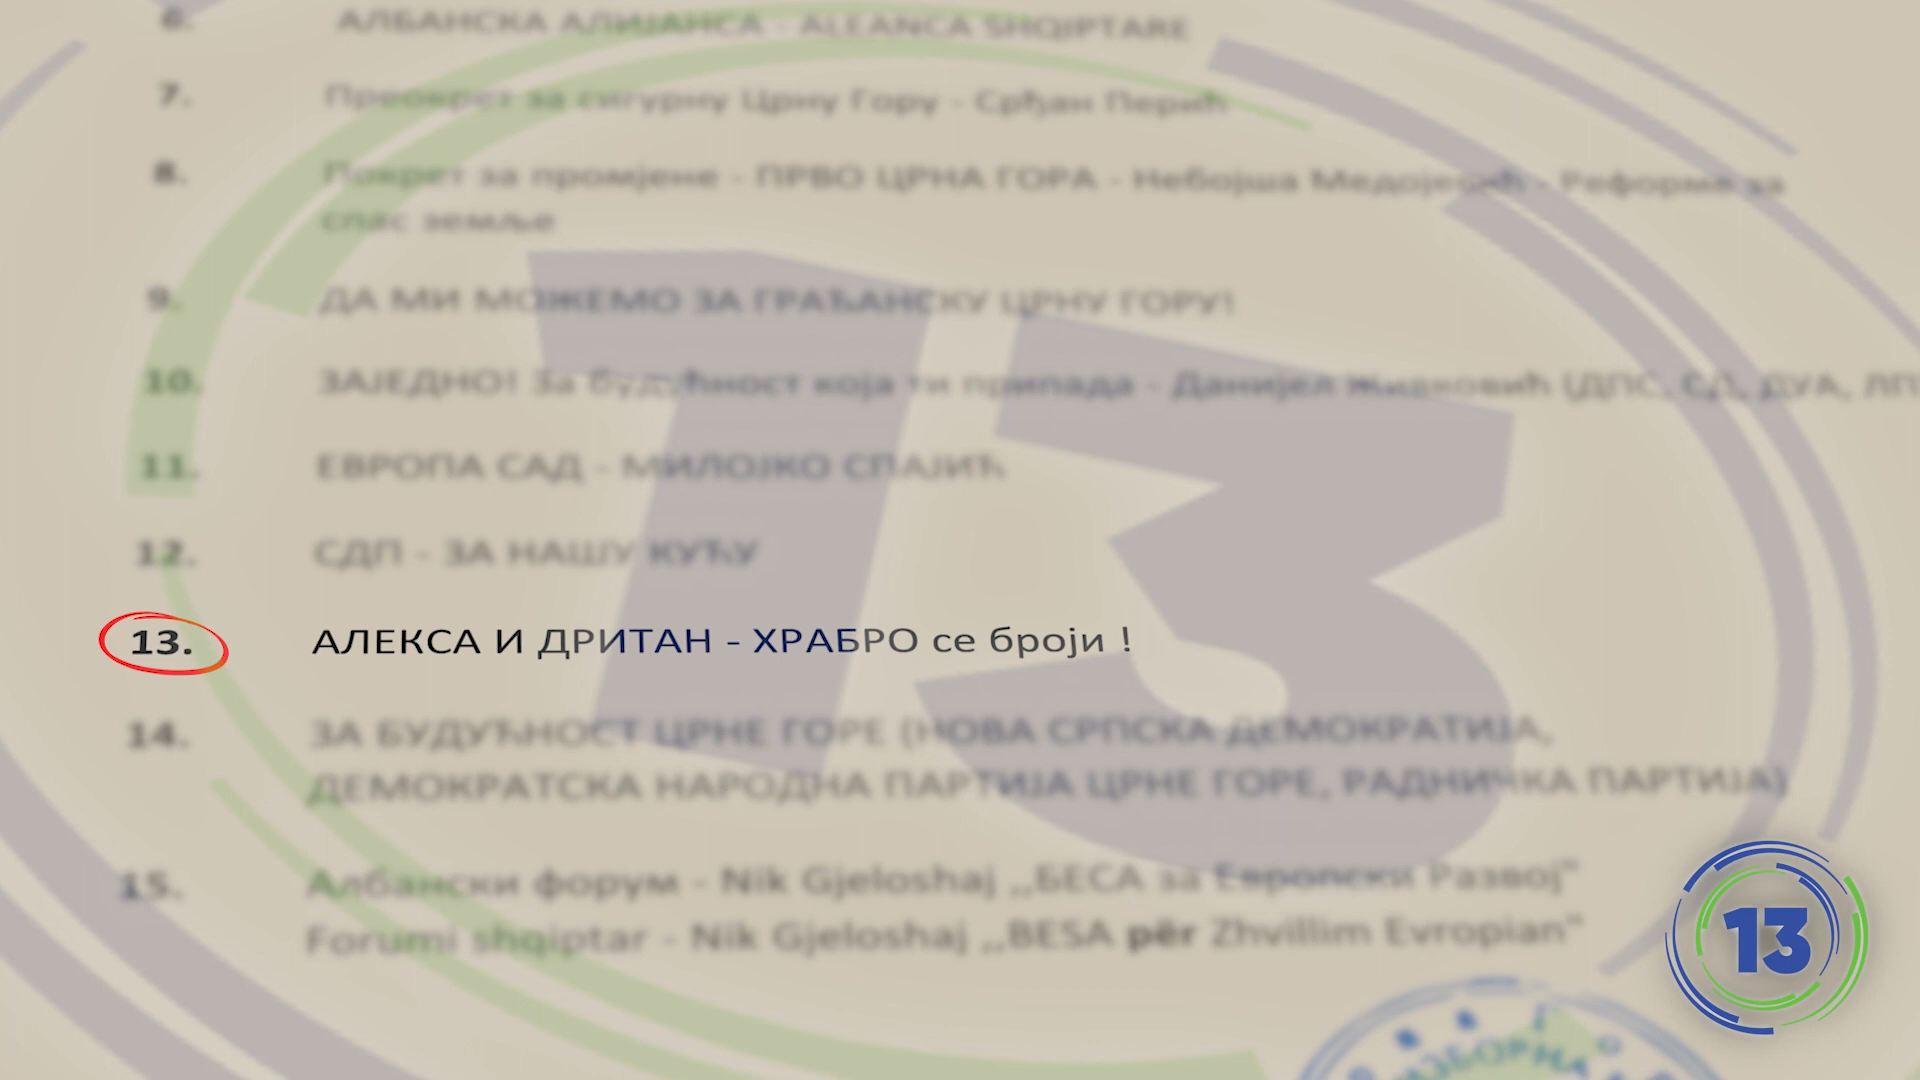 6. АЛБАНСКА АЛИЈАНСА - ALEANCA SHQIPTARE
7. Преокрет за сигурну Црну Гору - Срђан Перић
8. Покрет за промјене - ПРВО ЦРНА ГОРА - Небојша Медојевић - Реформе за
спас земље
9. ДА МИ МОЖЕМО ЗА ГРАЂАНСКУ ЦРНУ ГОРУ!
10. ЗАЈЕДНО! За будућност која ти припада - Данијел Живковић (ДПС, СД, ДУА, ЛП
11. ЕВРОПА САД - МИЛОЈКО СПАЈИЋ
12. СДП - ЗА НАШУ КУЋУ
13. АЛЕКСА И ДРИТАН - ХРАБРО се броји !
14. ЗА БУДУЋНОСТ ЦРНЕ ГОРЕ (НОВА СРПСКА ДЕМОКРАТИЈА,
ДЕМОКРАТСКА НАРОДНА ПАРТИЈА ЦРНЕ ГОРЕ, РАДНИЧКА ПАРТИЈА)
15. Албански форум - Nik Gjeloshaj ,,БЕСА за Европски Развој"
Forumi shqiptar - Nik Gjeloshaj ,,BESA për Zhvillim Evropian"
13
13